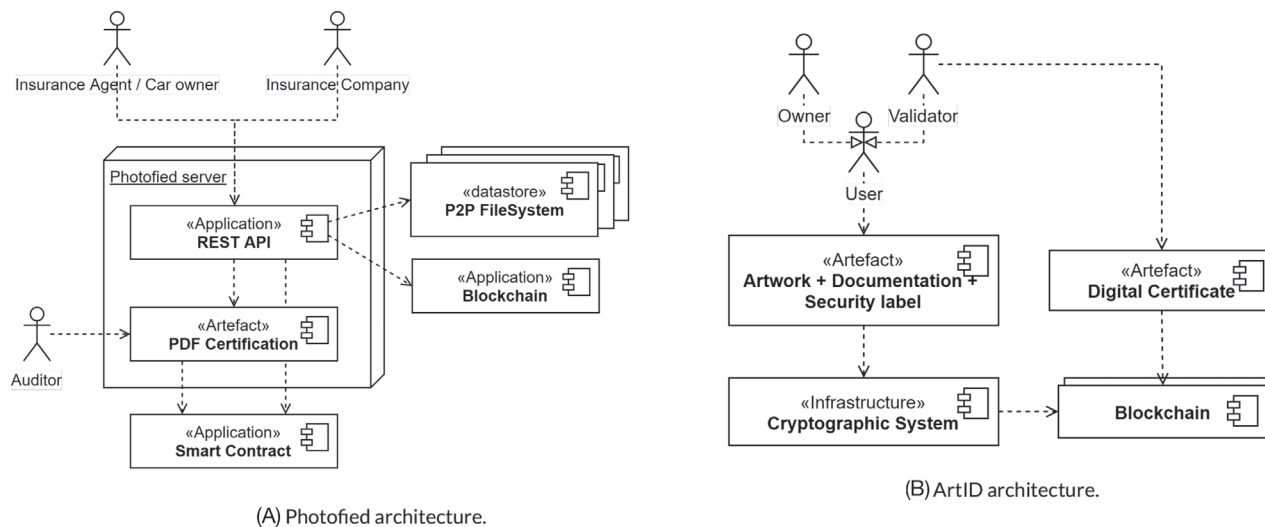 Insurance Agent / Car owner
Insurance Company
Photofied server
«Application»
REST API
«datastore»
P2P FileSystem
«Application»
Blockchain
«Artefact»
PDF Certification
Auditor
«Application»
Smart Contract
(A) Photofied architecture.
Owner
Validator
User
«Artefact»
Artwork + Documentation +
Security label
«Artefact»
Digital Certificate
«Infrastructure»
Cryptographic System
Blockchain
(B) ArtID architecture.